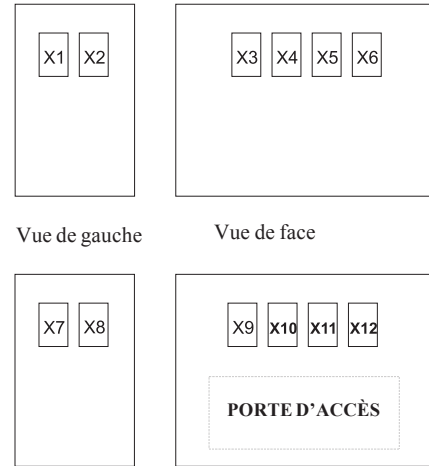 X1 X2 X3 X4 X5 X6
Vue de gauche Vue de face
X7 X8 X9 X10 X11 X12
PORTE D'ACCÈS